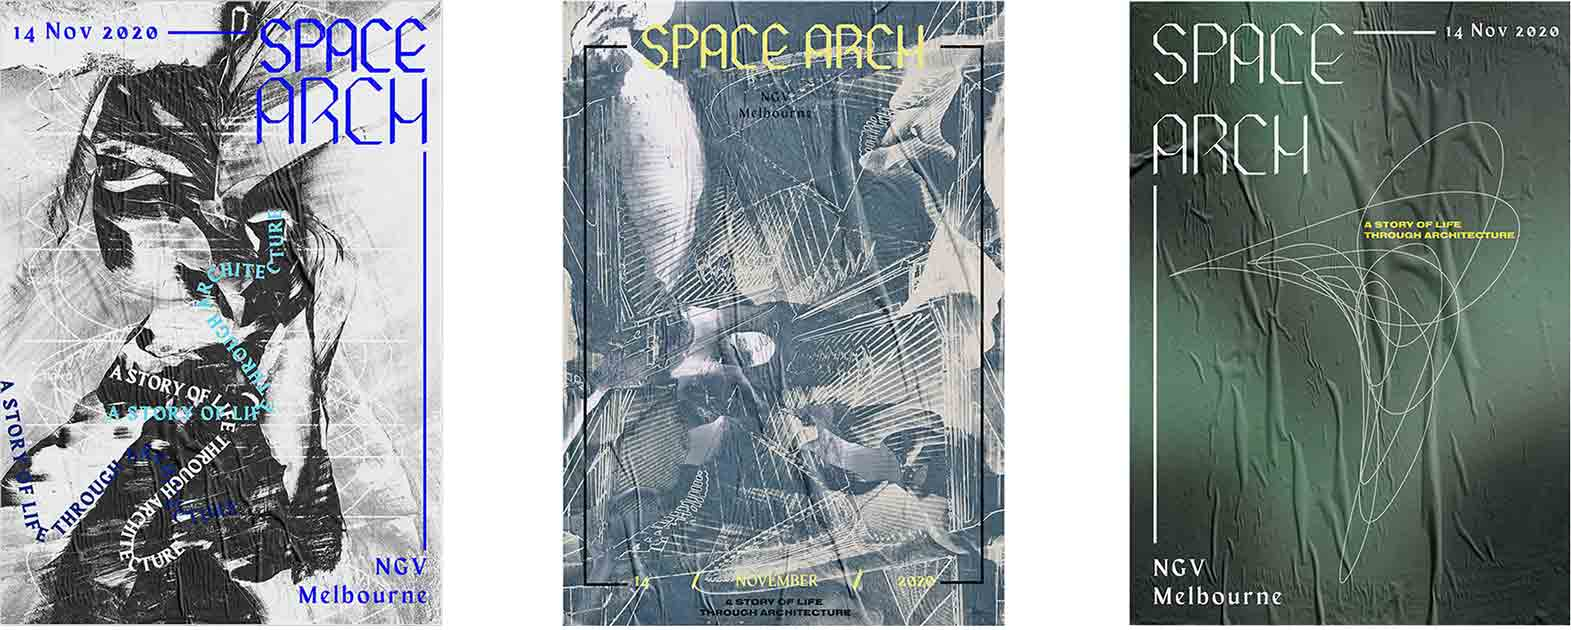 14 Nov 2020
SPACE
ARCH
A STORY OF LIFE THROUGH ARCHITECTURE
A STORY OF LIFE THROUGH ARCHITECTURE
A STORY OF LIFE THROUGH
NGV
Melbourne
SPACE ARCH
NGV
Melbourne
14 / NOVEMBER / 2020
A STORY OF LIFE
THROUGH ARCHITECTURE
SPACE
ARCH
14 Nov 2020
A STORY OF LIFE
THROUGH ARCHITECTURE
NGV
Melbourne